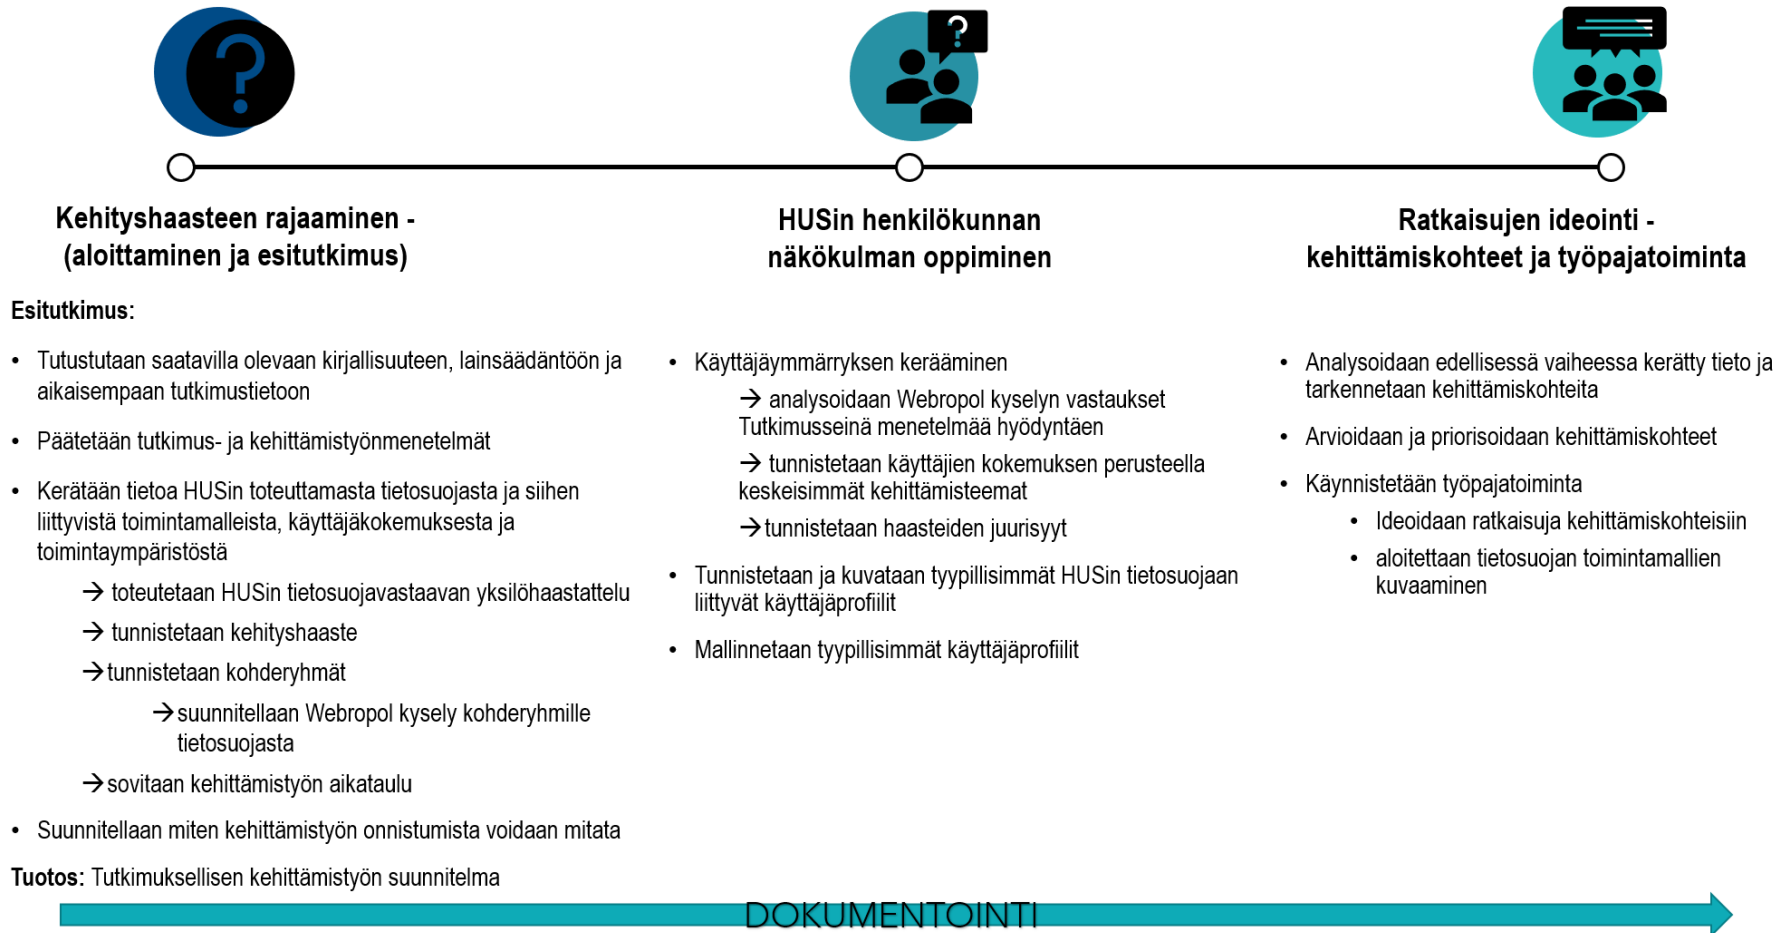 ?
?
Kehityshaasteen rajaaminen -
(aloittaminen ja esitutkimus)
Esitutkimus:
• Tutustutaan saatavilla olevaan kirjallisuuteen, lainsäädäntöön ja
aikaisempaan tutkimustietoon
• Päätetään tutkimus- ja kehittämistyönmenetelmät
• Kerätään tietoa HUSin toteuttamasta tietosuojasta ja siihen
liittyvistä toimintamalleista, käyttäjäkokemuksesta ja
toimintaympäristöstä
→ toteutetaan HUSin tietosuojavastaavan yksilöhaastattelu
→ tunnistetaan kehityshaaste
→ tunnistetaan kohderyhmät
→ suunnitellaan Webropol kysely kohderyhmille
tietosuojasta
→ sovitaan kehittämistyön aikataulu
• Suunnitellaan miten kehittämistyön onnistumista voidaan mitata
Tuotos: Tutkimuksellisen kehittämistyön suunnitelma
HUSin henkilökunnan
näkökulman oppiminen
• Käyttäjäymmärryksen kerääminen
→ analysoidaan Webropol kyselyn vastaukset
Tutkimusseinä menetelmää hyödyntäen
→ tunnistetaan käyttäjien kokemuksen perusteella
keskeisimmät kehittämisteemat
→ tunnistetaan haasteiden juurisyyt
• Tunnistetaan ja kuvataan tyypillisimmät HUSin tietosuojaan
liittyvät käyttäjäprofiilit
• Mallinnetaan tyypillisimmät käyttäjäprofiilit
Ratkaisujen ideointi -
kehittämiskohteet ja työpajatoiminta
• Analysoidaan edellisessä vaiheessa kerätty tieto ja
tarkennetaan kehittämiskohteita
• Arvioidaan ja priorisoidaan kehittämiskohteet
• Käynnistetään työpajatoiminta
• Ideoidaan ratkaisuja kehittämiskohteisiin
• aloitettaan tietosuojan toimintamallien
kuvaaminen
DOKUMENTOINTI